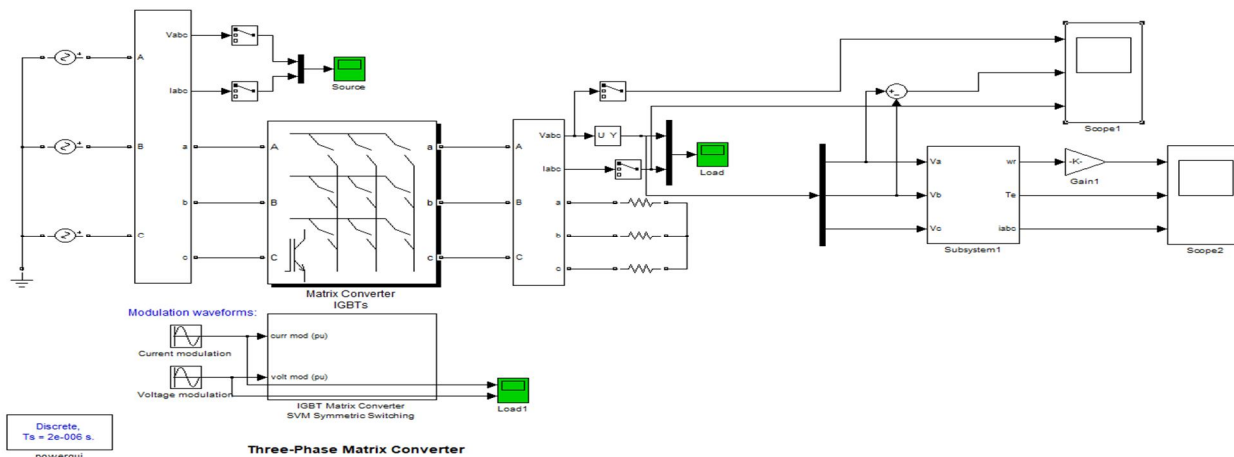 Vabc
A
Iabc
Source
B
a
b
C
c
A
a
B
b
C
c
Matrix Converter
IGBTs
Vabc
A
U Y
Iabc
Load
B
a
b
C
c
Scope1
Va
wr
-K-
Gain1
Vb
Te
Vc
iabc
Subsystem1
Scope2
Modulation waveforms:
curr mod (pu)
Current modulation
volt mod (pu)
Voltage modulation
Load1
IGBT Matrix Converter
SVM Symmetric Switching
Discrete,
Ts = 2e-006 s.
powergui
Three-Phase Matrix Converter